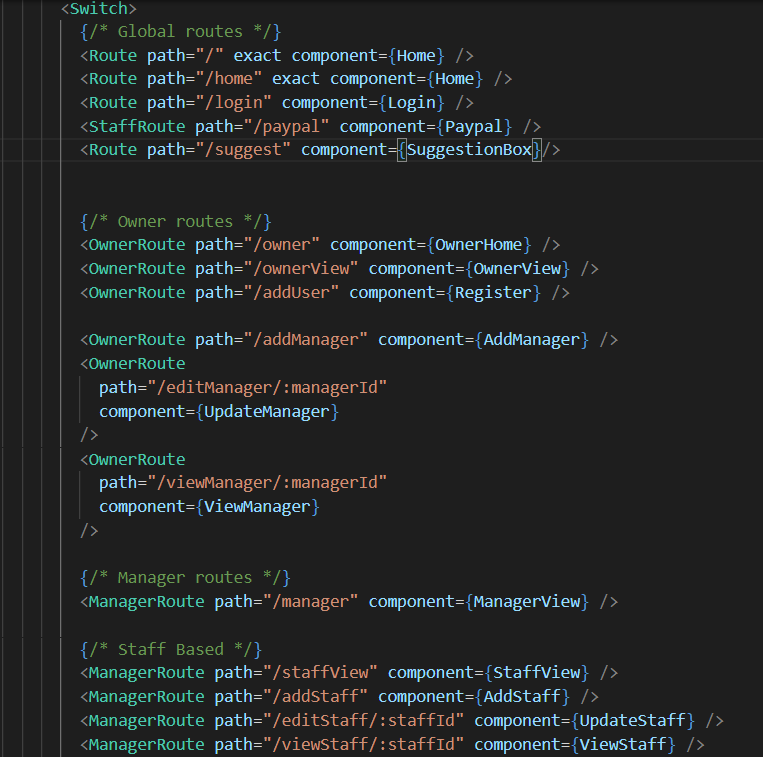 <Switch>
{/* Global routes */}
<Route path="/" exact component={Home} />
<Route path="/home" exact component={Home} />
<Route path="/login" component={Login} />
<StaffRoute path="/paypal" component={Paypal} />
<Route path="/suggest" component={SuggestionBox}/>
{/* Owner routes */}
<OwnerRoute path="/owner" component={OwnerHome} />
<OwnerRoute path="/ownerView" component={OwnerView} />
<OwnerRoute path="/addUser" component={Register} />
<OwnerRoute path="/addManager" component={AddManager} />
<OwnerRoute
path="/editManager/:managerId"
component={UpdateManager}
/>
<OwnerRoute
path="/viewManager/:managerId"
component={ViewManager}
/>
{/* Manager routes */}
<ManagerRoute path="/manager" component={ManagerView} />
{/* Staff Based */}
<ManagerRoute path="/staffView" component={StaffView} />
<ManagerRoute path="/addStaff" component={AddStaff} />
<ManagerRoute path="/editStaff/:staffId" component={UpdateStaff} />
<ManagerRoute path="/viewStaff/:staffId" component={ViewStaff} />